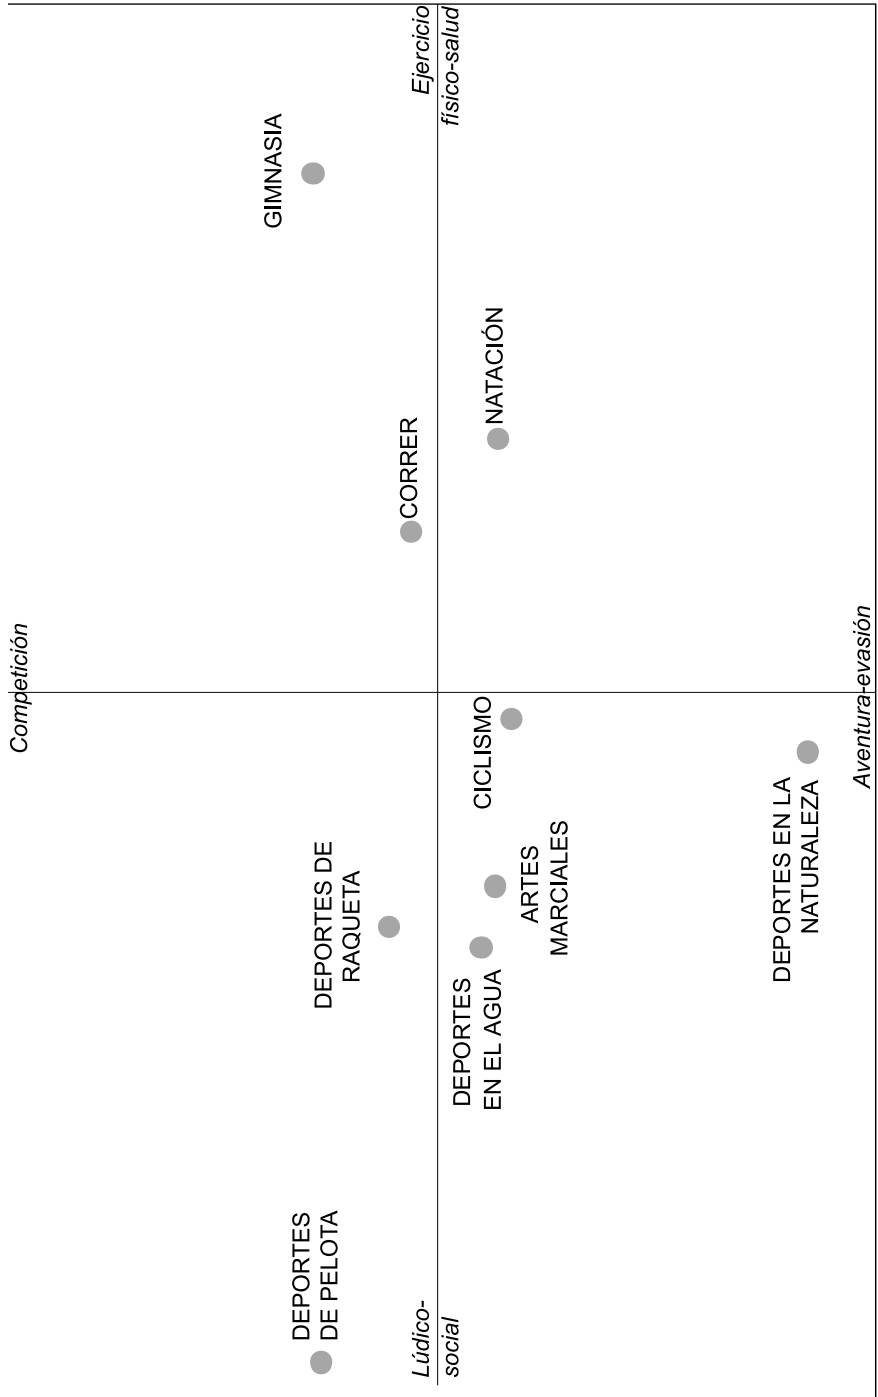 Competición
DEPORTES
DE PELOTA
DEPORTES DE
RAQUETA
GIMNASIA
CORRER
Lúdico-
social
Ejercicio
físico-salud
DEPORTES
EN EL AGUA
ARTES
MARCIALES
CICLISMO
NATACIÓN
DEPORTES EN LA
NATURALEZA
Aventura-evasión